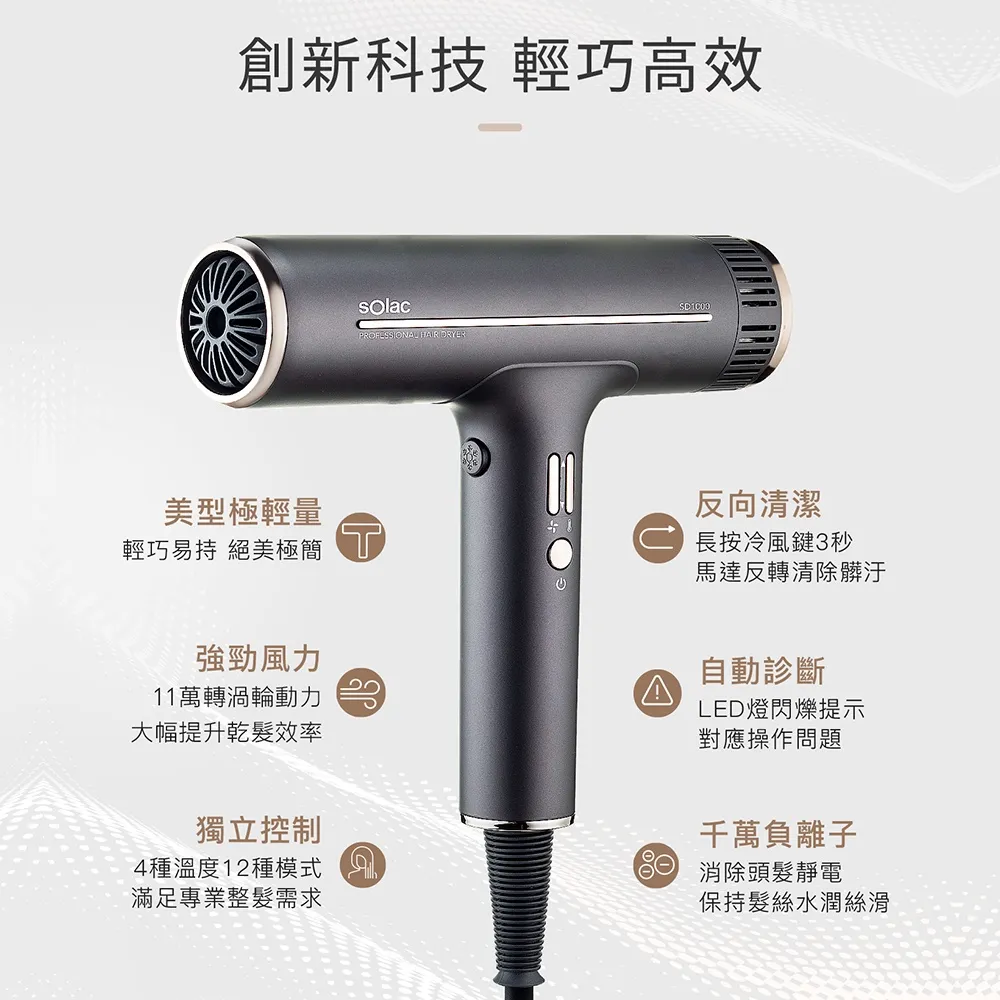 創新科技 輕巧高效
sOlac
SD1000
PROFESSIONAL HAIR DRYER
美型極輕量
輕巧易持 絕美極簡
強勁風力
11萬轉渦輪動力
大幅提升乾髮效率
獨立控制
4種溫度12種模式
滿足專業整髮需求
反向清潔
長按冷風鍵3秒
馬達反轉清除髒汙
自動診斷
LED燈閃爍提示
對應操作問題
千萬負離子
消除頭髮靜電
保持髮絲水潤絲滑